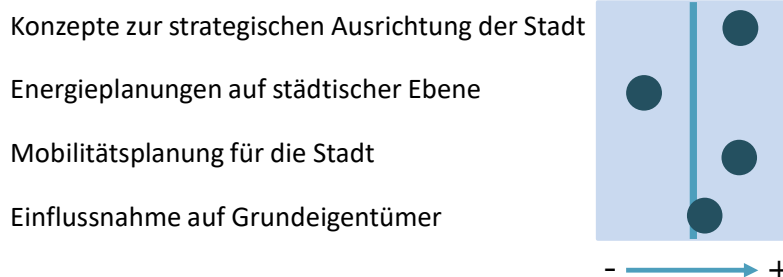 Konzepte zur strategischen Ausrichtung der Stadt
Energieplanungen auf städtischer Ebene
Mobilitätsplanung für die Stadt
Einflussnahme auf Grundeigentümer
- +